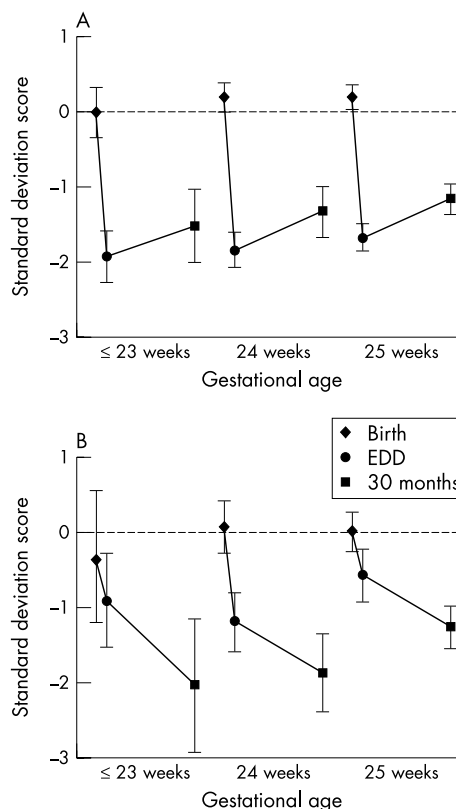 A
1
0
−1
−2
−3
Standard deviation score
≤ 23 weeks 24 weeks 25 weeks
Gestational age
B
Birth
EDD
30 months
1
0
−1
−2
−3
Standard deviation score
≤ 23 weeks 24 weeks 25 weeks
Gestational age